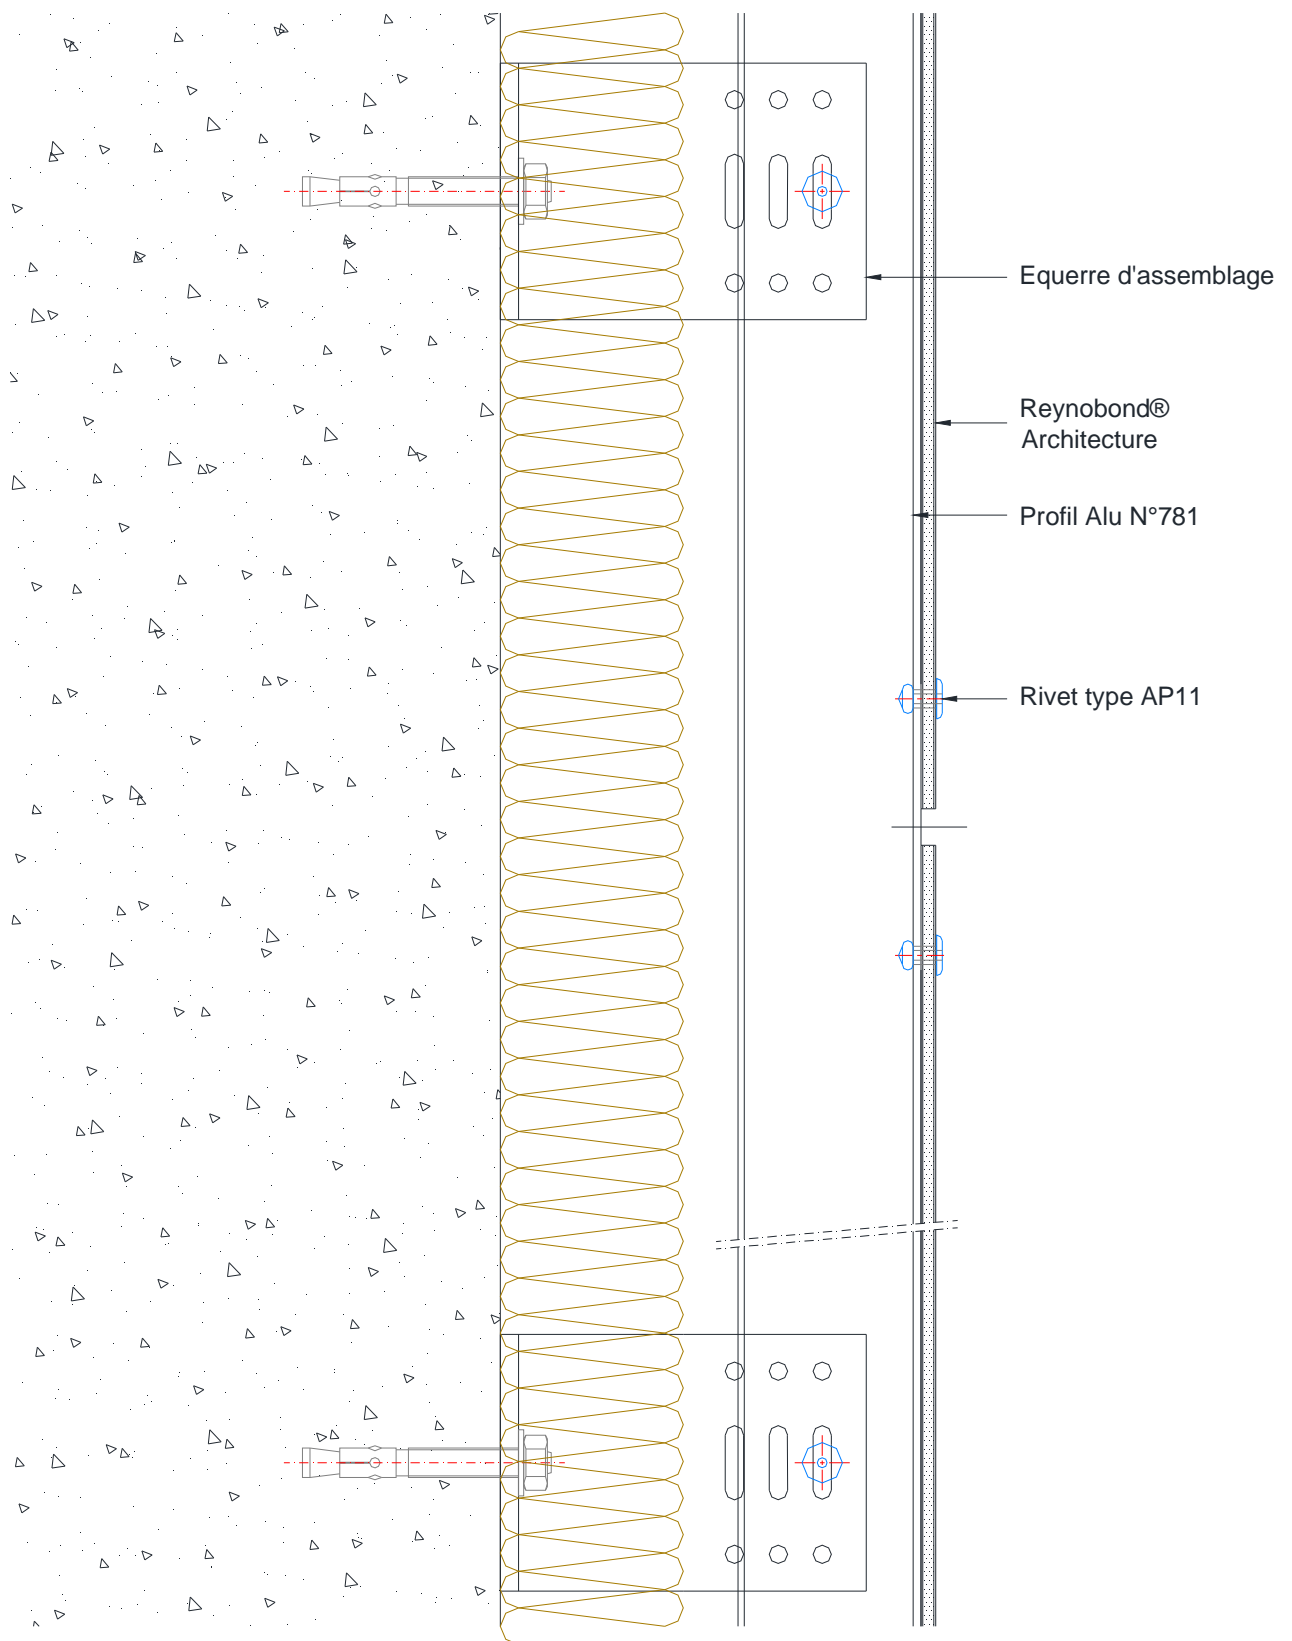 Equerre d'assemblage
Reynobond®
Architecture
Profil Alu N°781
Rivet type AP11